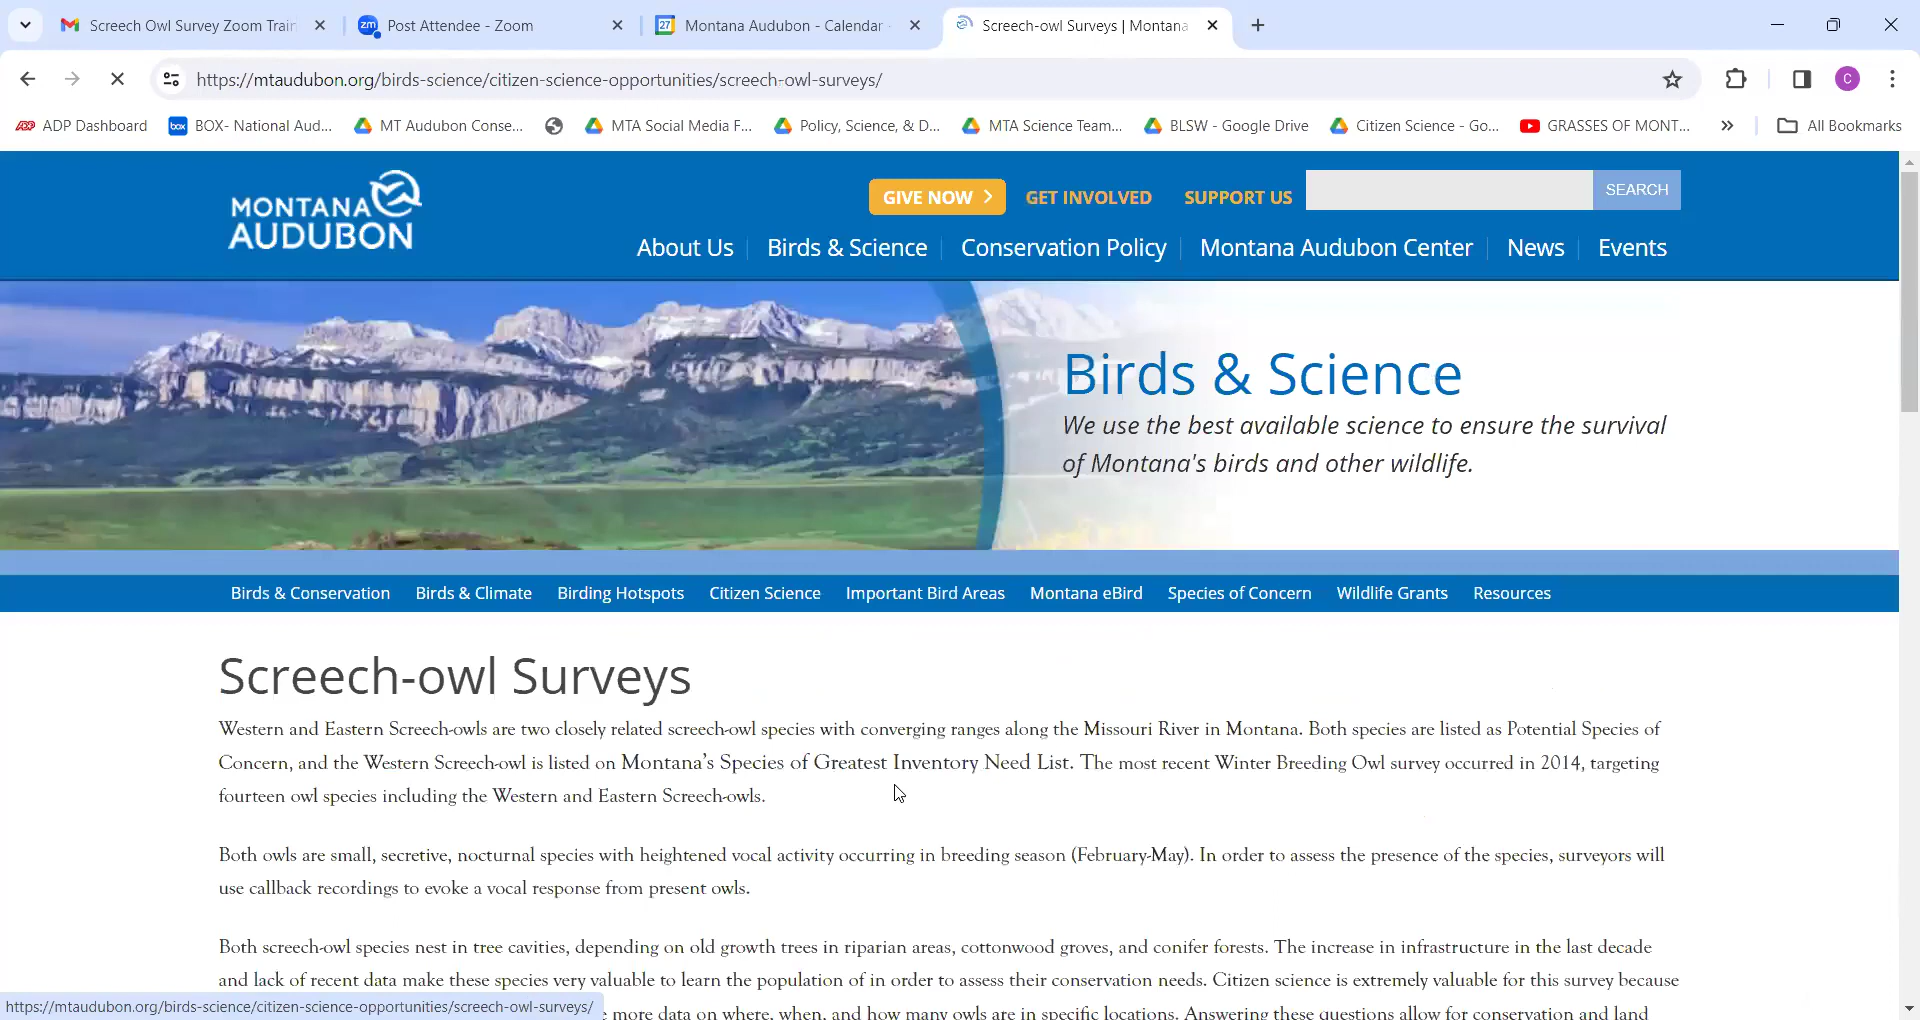 Screech Owl Survey Zoom Train
Post Attendee - Zoom
27
Montana Audubon - Calendar
Screech-owl Surveys | Montana
https://mtaudubon.org/birds-science/citizen-science-opportunities/screech-owl-surveys/
C
ADP Dashboard
box BOX- National Aud...
MT Audubon Conse...
MTA Social Media F...
Policy, Science, & D...
MTA Science Team...
BLSW - Google Drive
Citizen Science - Go...
GRASSES OF MONT...
All Bookmarks
MONTANA
AUDUBON
GIVE NOW
GET INVOLVED
SUPPORT US
SEARCH
About Us
Birds & Science
Conservation Policy
Montana Audubon Center
News
Events
Birds & Science
We use the best available science to ensure the survival
of Montana's birds and other wildlife.
Birds & Conservation
Birds & Climate
Birding Hotspots
Citizen Science
Important Bird Areas
Montana eBird
Species of Concern
Wildlife Grants
Resources
Screech-owl Surveys
Western and Eastern Screech-owls are two closely related screech-owl species with converging ranges along the Missouri River in Montana. Both species are listed as Potential Species of
Concern, and the Western Screech-owl is listed on Montana's Species of Greatest Inventory Need List. The most recent Winter Breeding Owl survey occurred in 2014, targeting
fourteen owl species including the Western and Eastern Screech-owls.
Both owls are small, secretive, nocturnal species with heightened vocal activity occurring in breeding season (February-May). In order to assess the presence of the species, surveyors will
use callback recordings to evoke a vocal response from present owls.
Both screech-owl species nest in tree cavities, depending on old growth trees in riparian areas, cottonwood groves, and conifer forests. The increase in infrastructure in the last decade
and lack of recent data make these species very valuable to learn the population of in order to assess their conservation needs. Citizen science is extremely valuable for this survey because
more data on where, when, and how many owls are in specific locations. Answering these questions allow for conservation and land
https://mtaudubon.org/birds-science/citizen-science-opportunities/screech-owl-surveys/